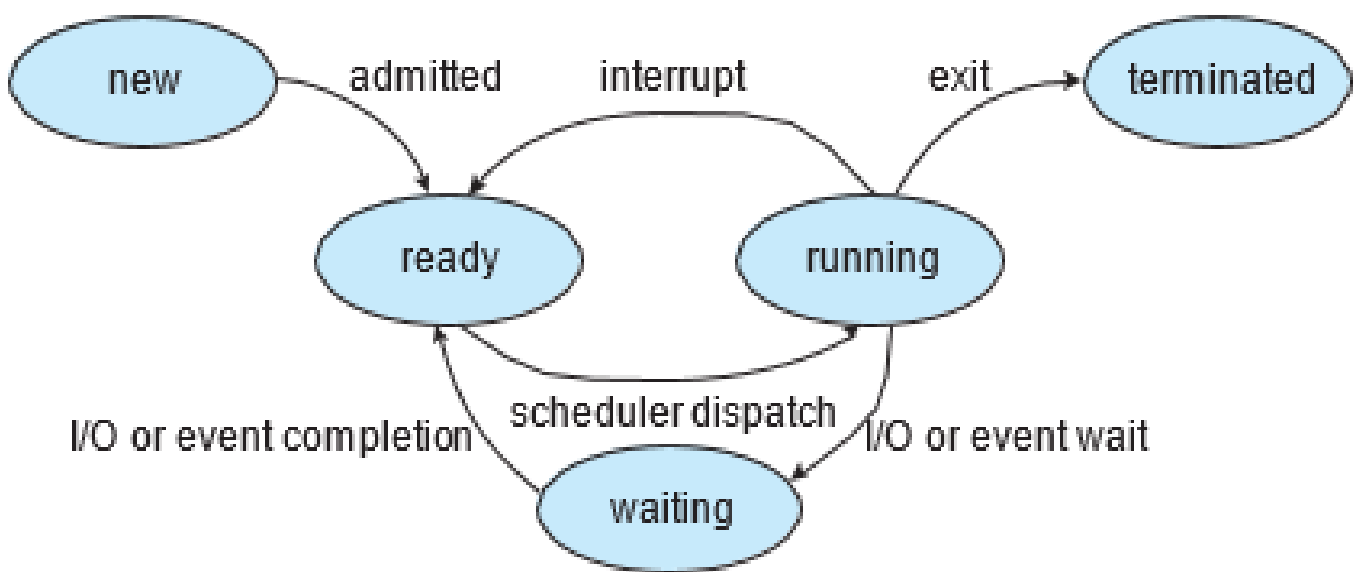 new
admitted
interrupt
exit
terminated
ready
running
scheduler dispatch
I/O or event completion
I/O or event wait
waiting